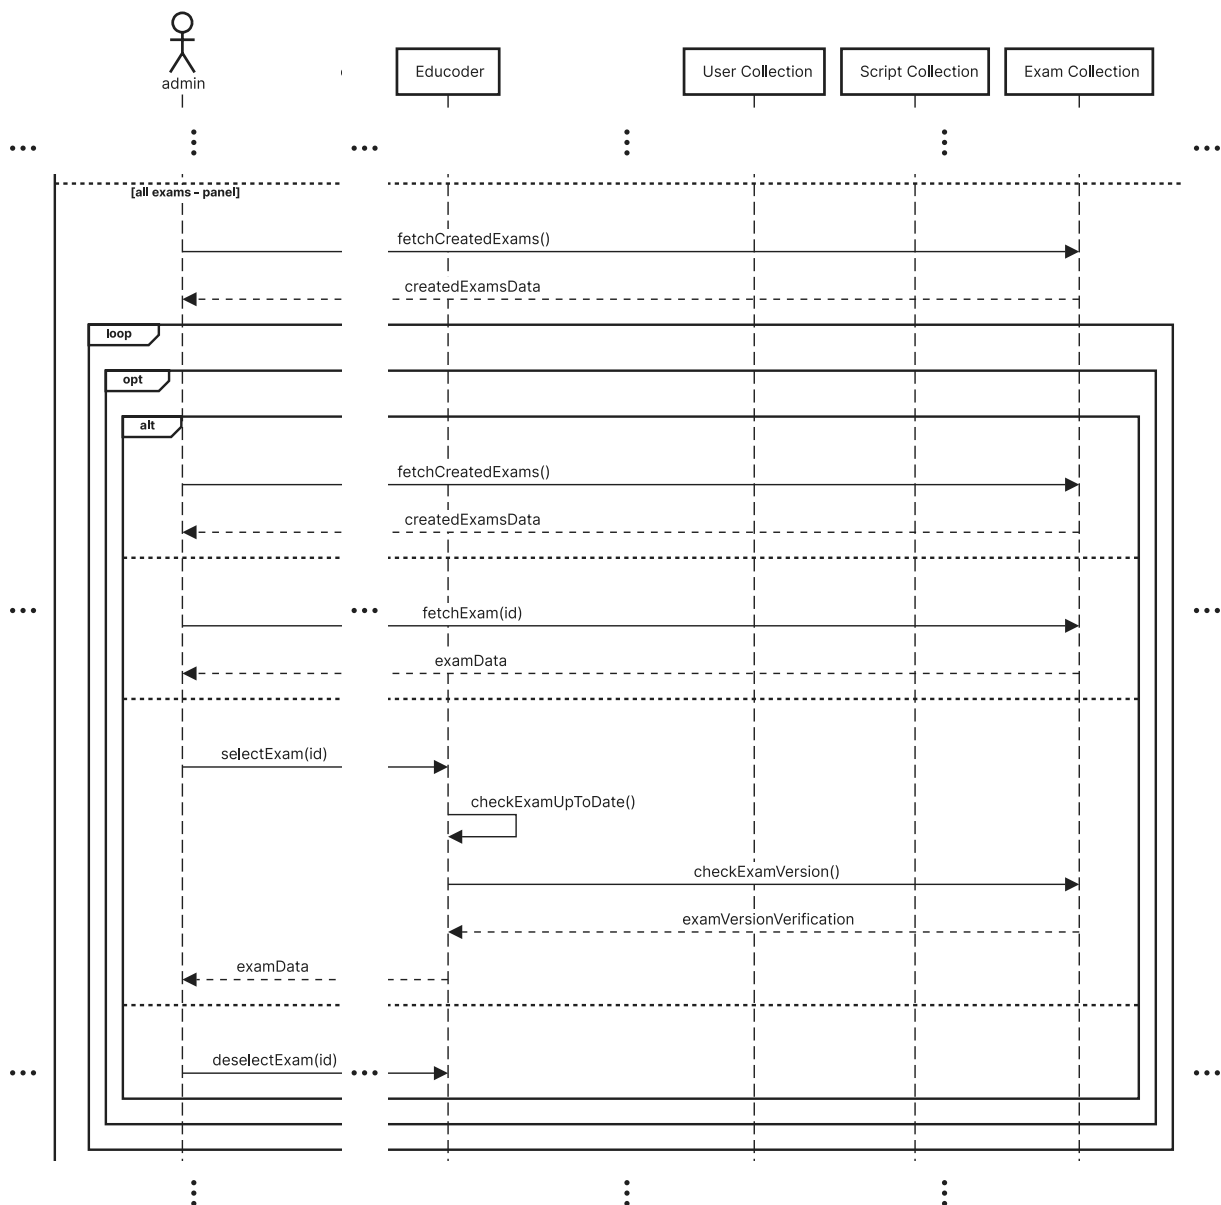 admin
Educoder
User Collection
Script Collection
Exam Collection
[all exams - panel]
fetchCreatedExams()
createdExamsData
loop
opt
alt
fetchCreatedExams()
createdExamsData
fetchExam(id)
examData
selectExam(id)
checkExamUpToDate()
checkExamVersion()
examVersionVerification
examData
deselectExam(id)